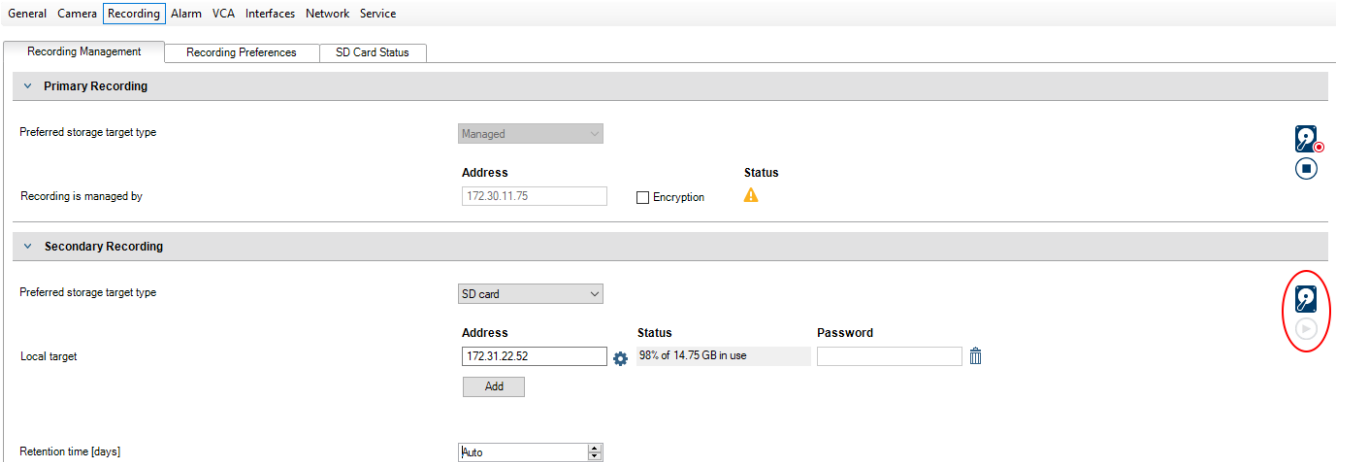 General Camera Recording Alarm VCA Interfaces Network Service
Recording Management Recording Preferences SD Card Status
Primary Recording
Preferred storage target type Managed
Address Status
Recording is managed by 172.30.11.75 Encryption
Secondary Recording
Preferred storage target type SD card
Address Status Password
Local target 172.31.22.52 98% of 14.75 GB in use
Add
Retention time [days] Auto